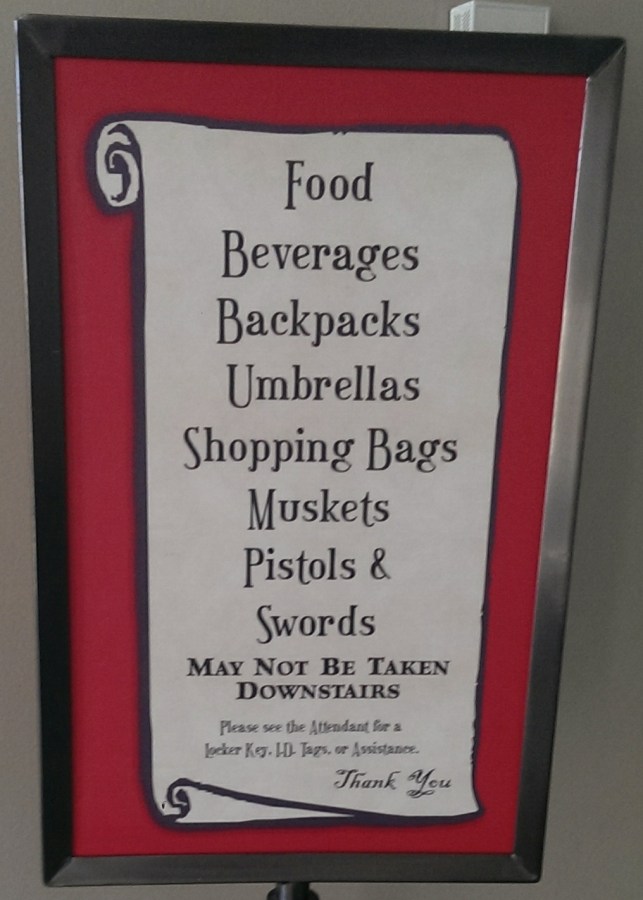 Food
Beverages
Backpacks
Umbrellas
Shopping Bags
Muskets
Pistols &
Swords
MAY NOT BE TAKEN
DOWNSTAIRS
Please see the Attendant for a
Locker Key, I.D. Tags, or Assistance.
Thank You